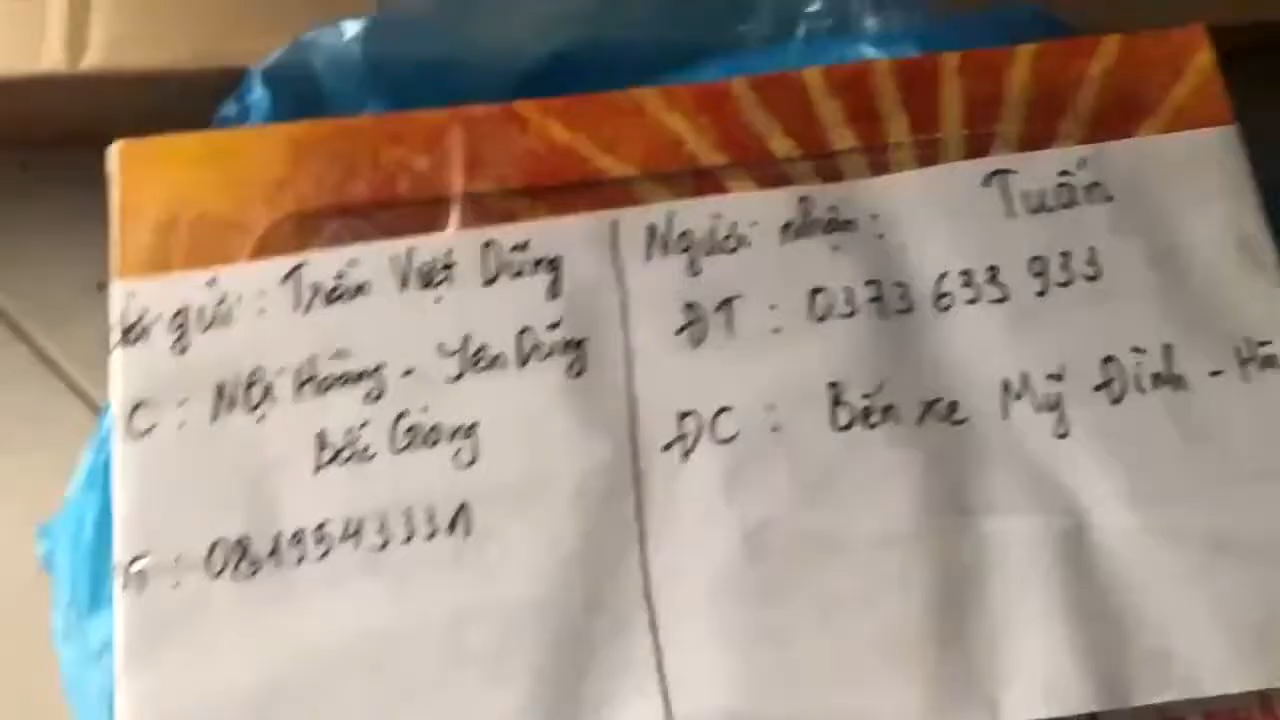 gửi: Trần Việt Dũng
C: Nội Hoàng - Yên Dũng
Bắc Giang
T: 0819543331
Người nhận: Tuấn
ĐT: 0373 633 933
ĐC: Bến xe Mỹ Đình - Hà